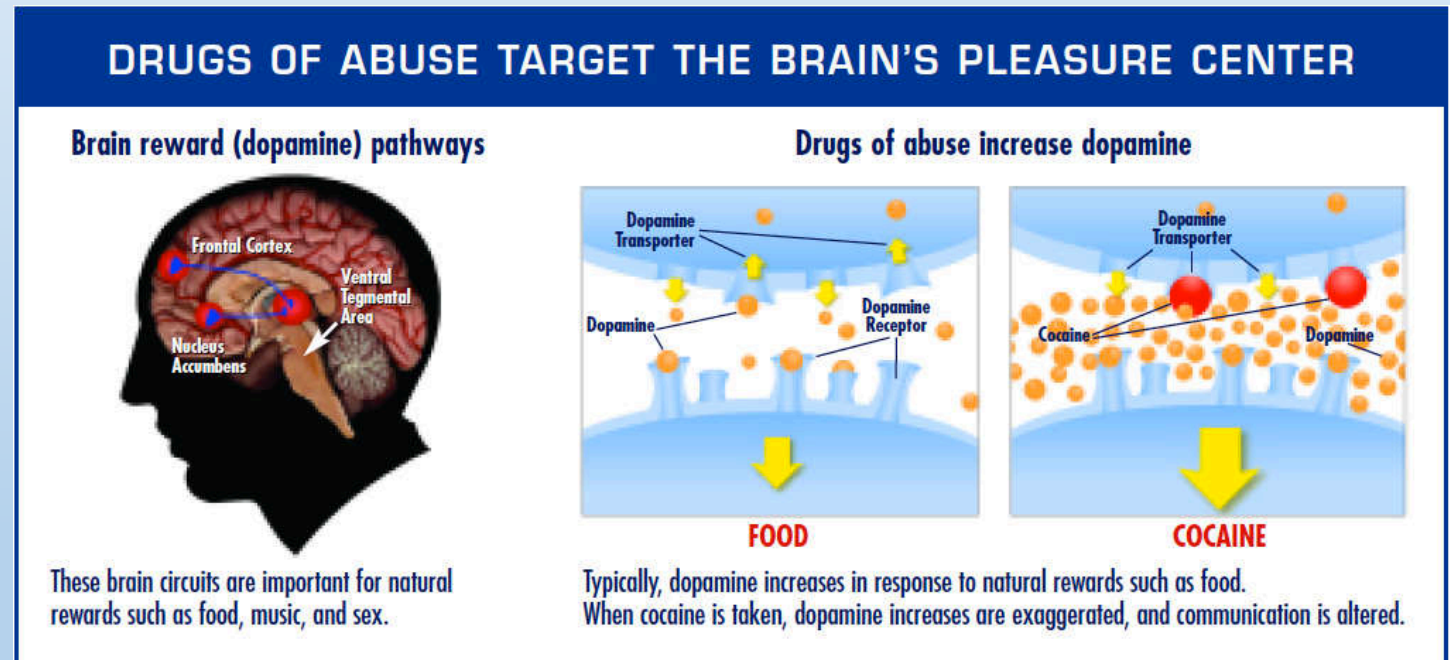 DRUGS OF ABUSE TARGET THE BRAIN'S PLEASURE CENTER
Brain reward (dopamine) pathways
Frontal Cortex
Ventral
Tegmental
Area
Nucleus
Accumbens
These brain circuits are important for natural
rewards such as food, music, and sex.
Drugs of abuse increase dopamine
Dopamine
Transporter
Dopamine
Dopamine
Receptor
FOOD
Dopamine
Transporter
Cocaine
Dopamine
COCAINE
Typically, dopamine increases in response to natural rewards such as food.
When cocaine is taken, dopamine increases are exaggerated, and communication is altered.